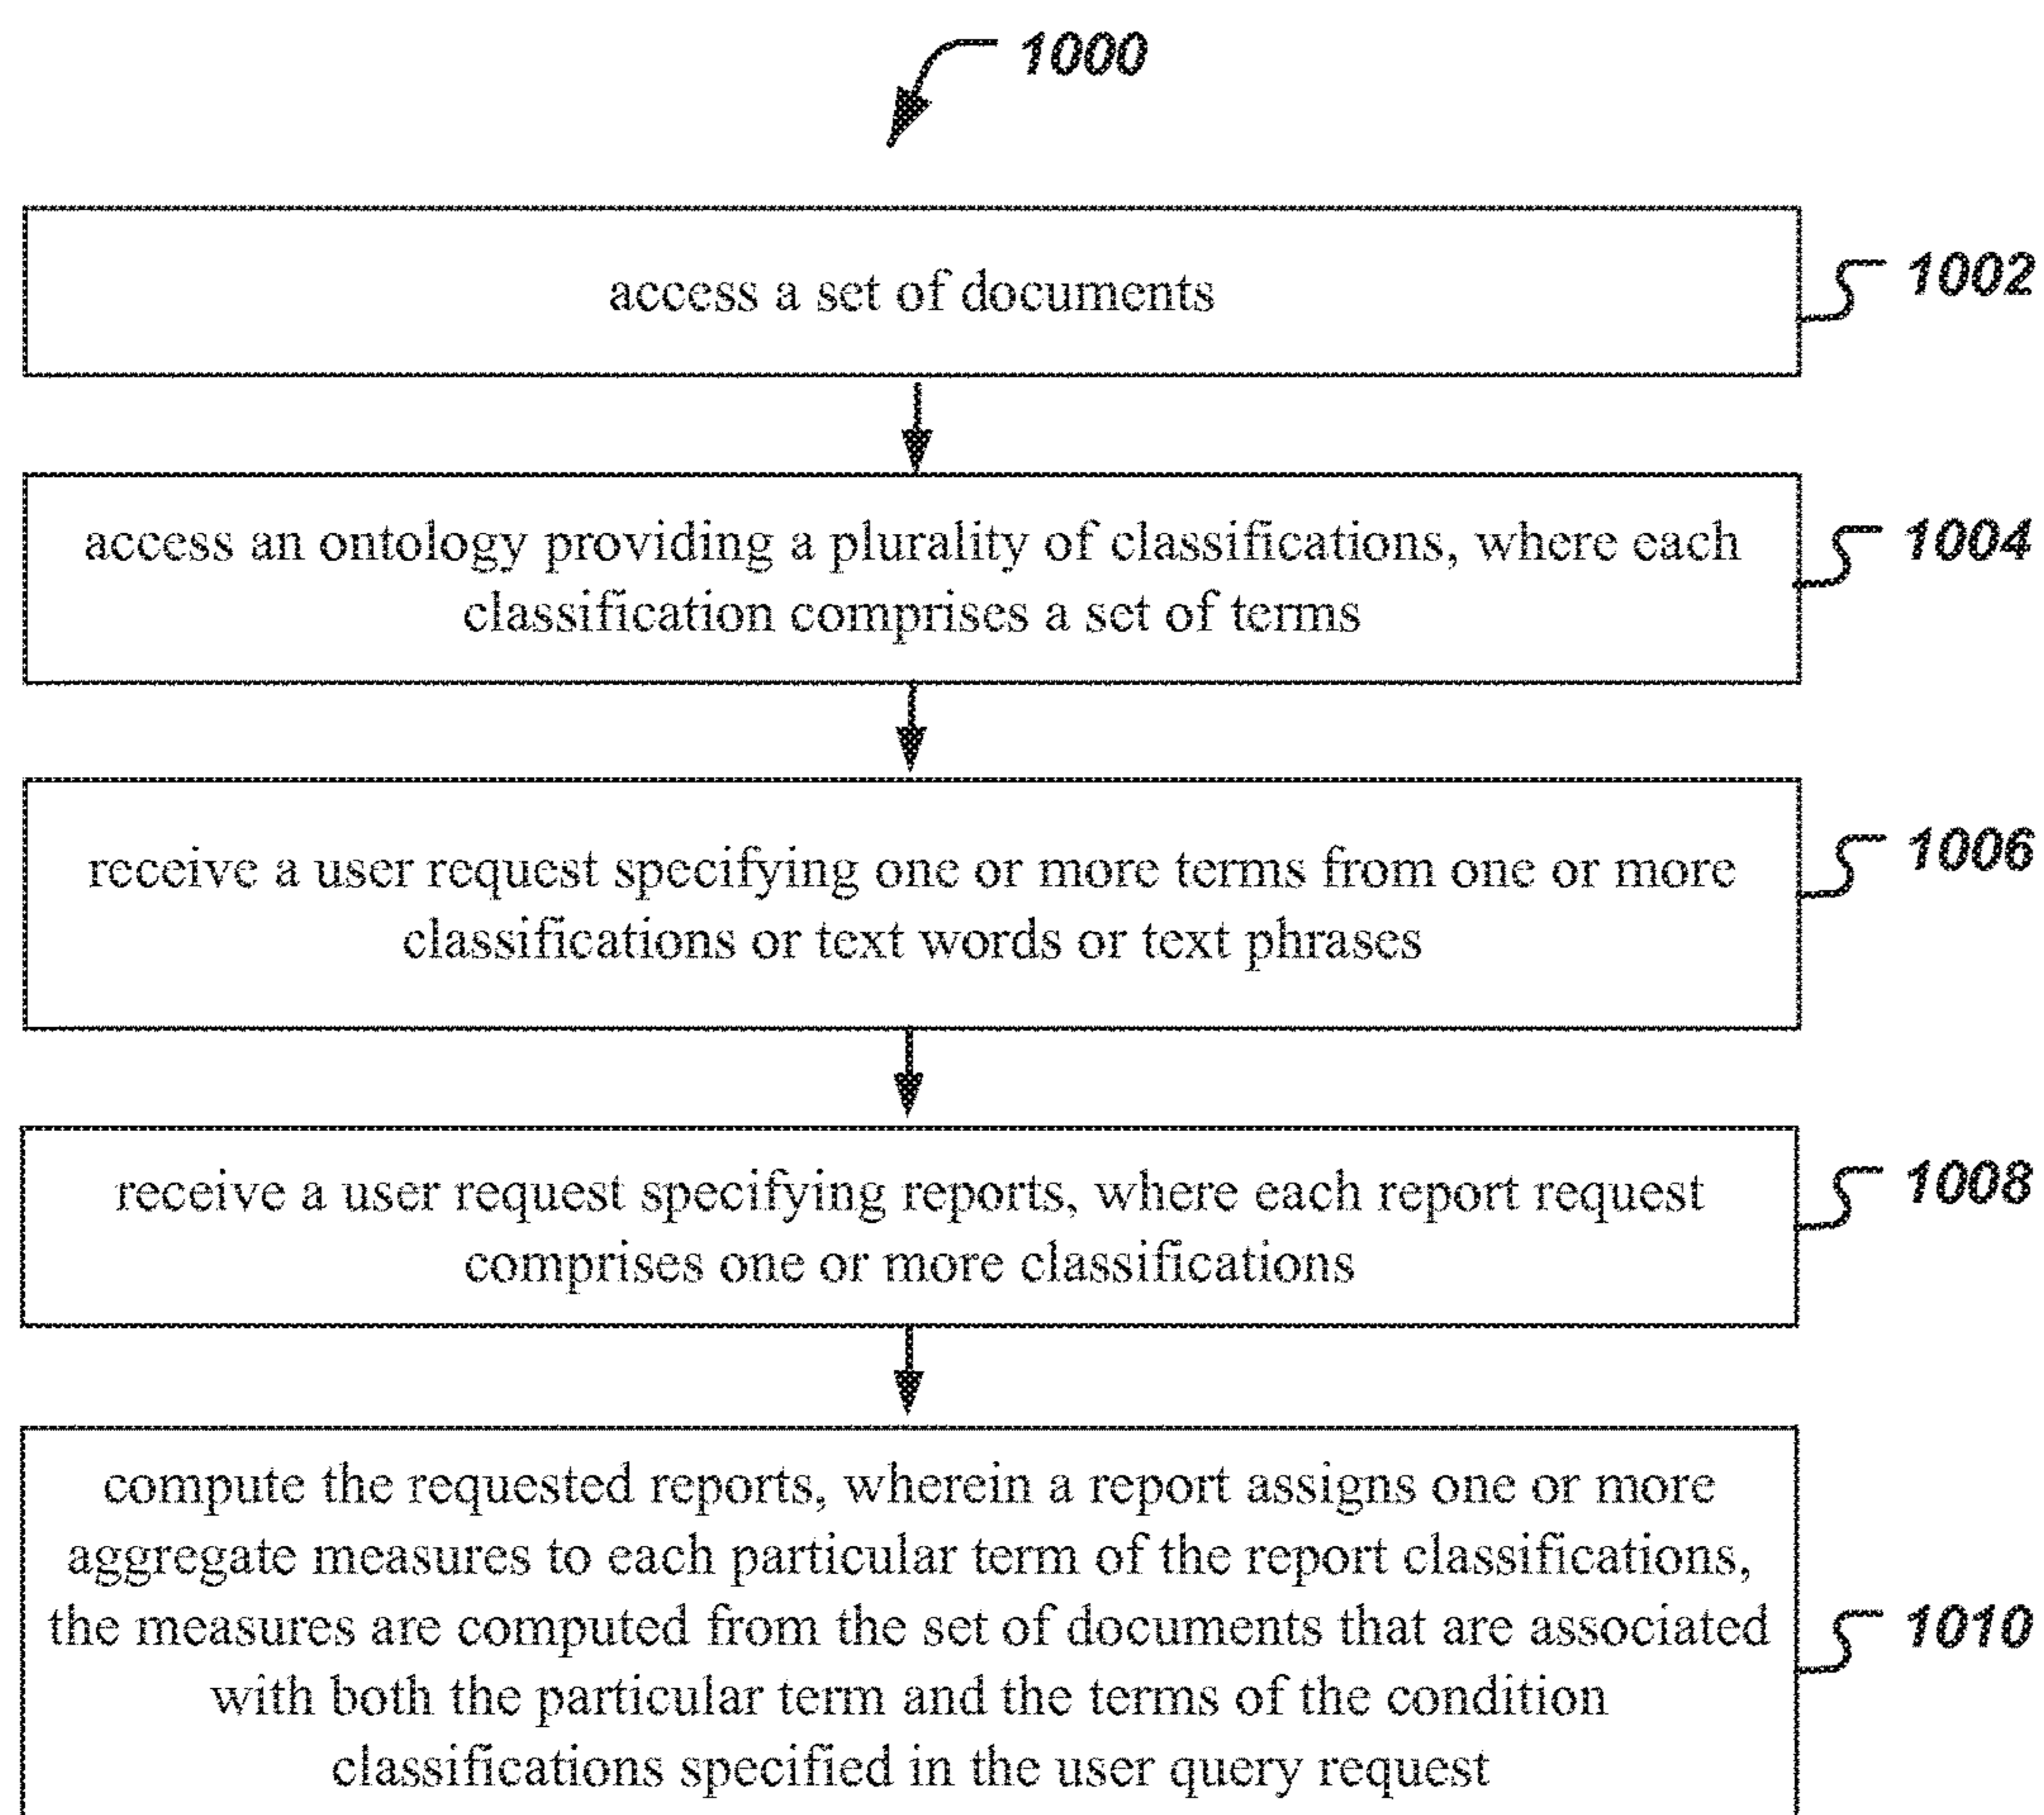 1000
access a set of documents
1002
access an ontology providing a plurality of classifications, where each
classification comprises a set of terms
1004
receive a user request specifying one or more terms from one or more
classifications or text words or text phrases
1006
receive a user request specifying reports, where each report request
comprises one or more classifications
1008
compute the requested reports, wherein a report assigns one or more
aggregate measures to each particular term of the report classifications,
the measures are computed from the set of documents that are associated
with both the particular term and the terms of the condition
classifications specified in the user query request
1010